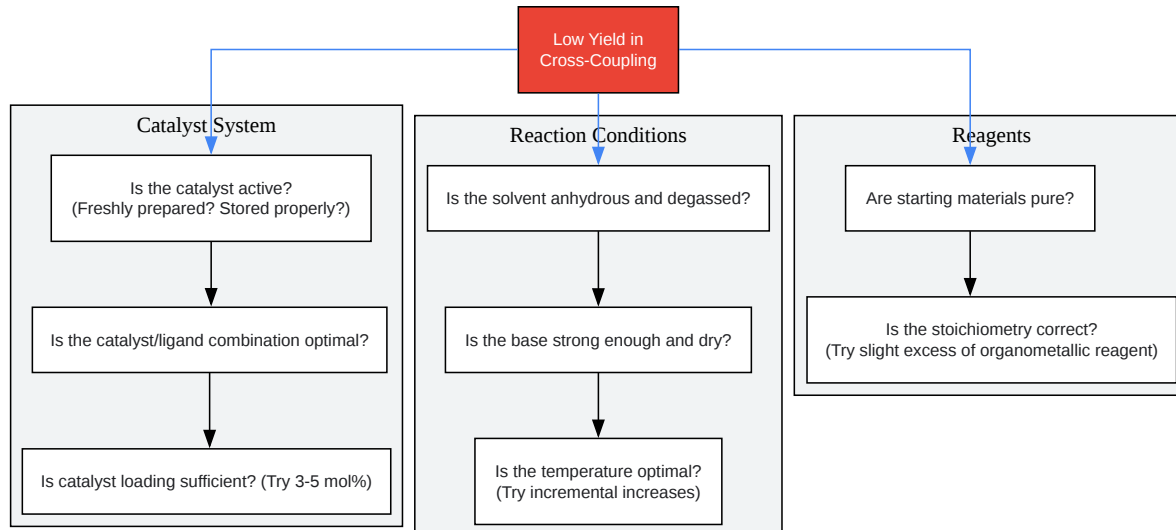 Low Yield in
Cross-Coupling
Catalyst System
Is the catalyst active?
(Freshly prepared? Stored properly?)
Is the catalyst/ligand combination optimal?
Is catalyst loading sufficient? (Try 3-5 mol%)
Reaction Conditions
Is the solvent anhydrous and degassed?
Is the base strong enough and dry?
Is the temperature optimal?
(Try incremental increases)
Reagents
Are starting materials pure?
Is the stoichiometry correct?
(Try slight excess of organometallic reagent)